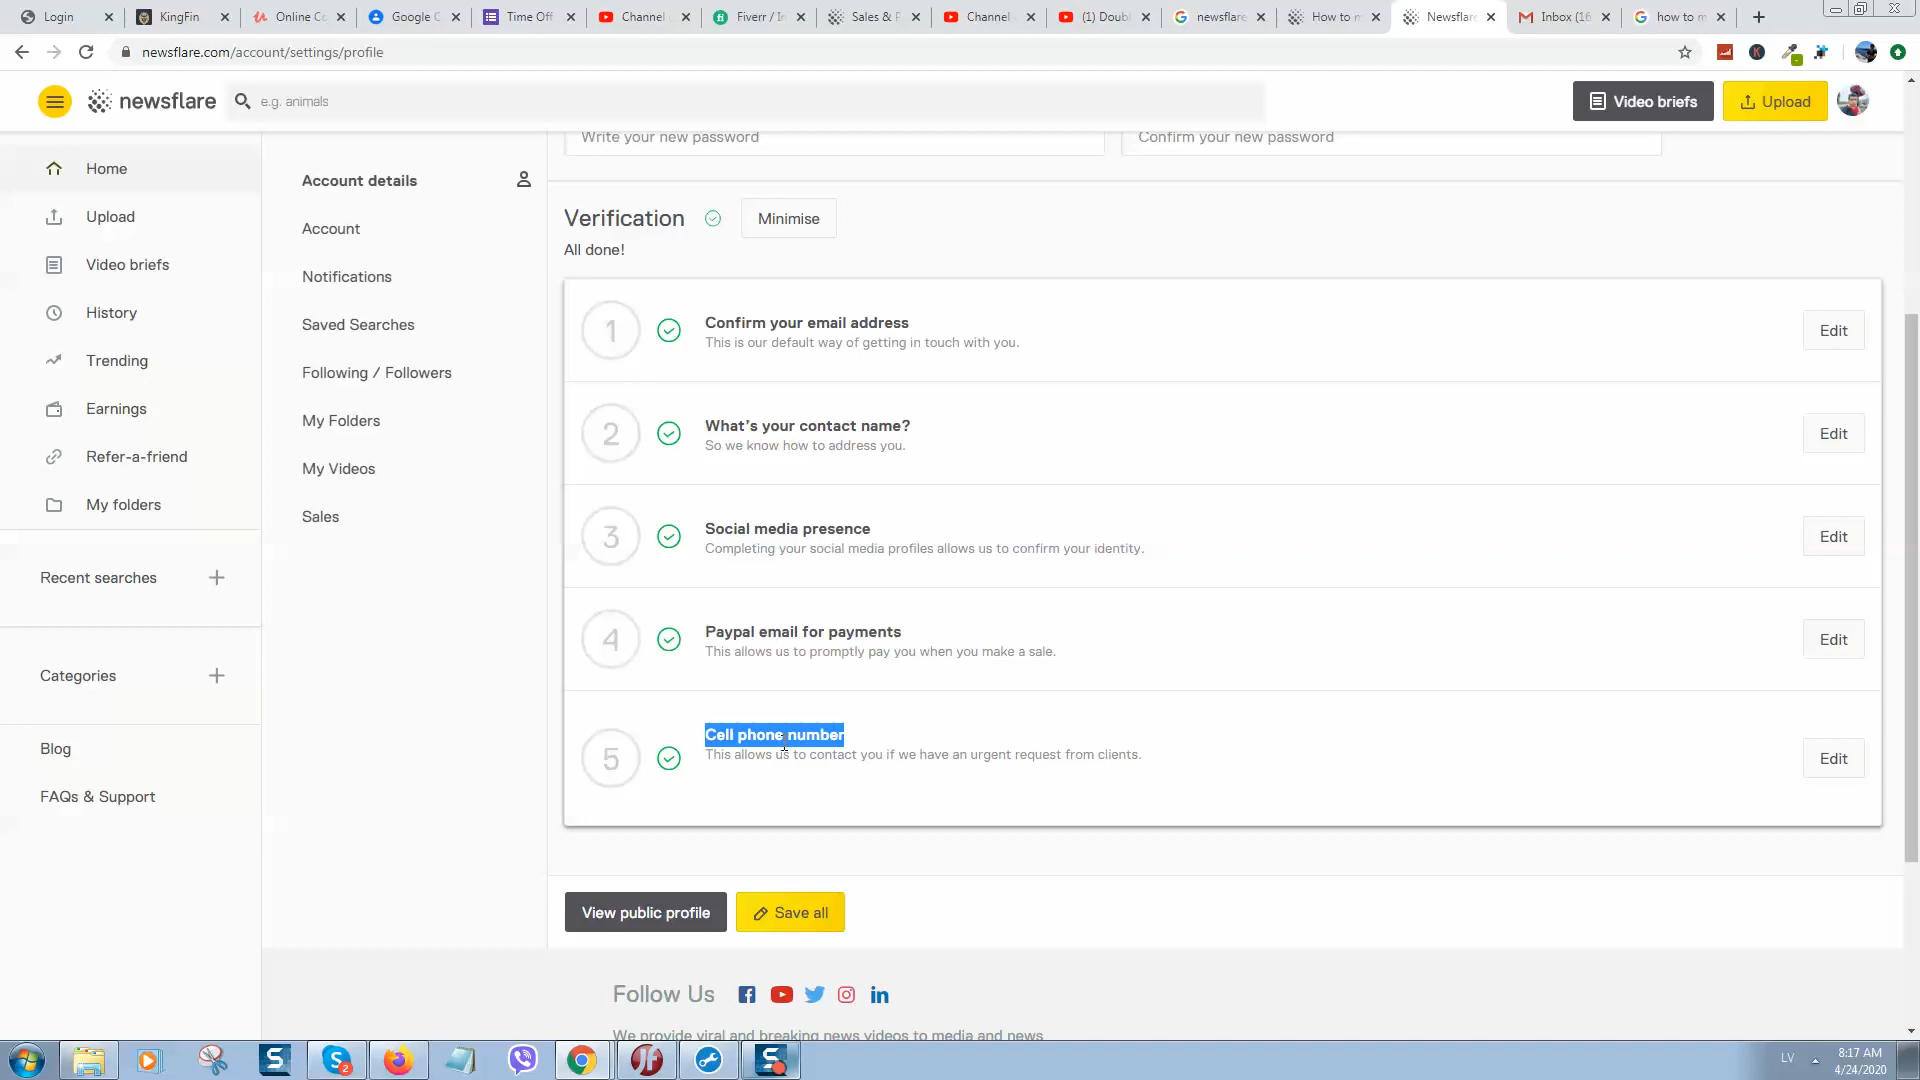 Login
KingFin
Online Co
Google C
Time Off
Channel
Fiverr / In
Sales & P
Channel
(1) Doubl
newsflare
How to m
Newsflare
Inbox (16
how to m
newsflare.com/account/settings/profile
newsflare
e.g. animals
Video briefs
Upload
Write your new password
Confirm your new password
Home
Upload
Video briefs
History
Trending
Earnings
Refer-a-friend
My folders
Recent searches
Categories
Blog
FAQs & Support
Account details
Account
Notifications
Saved Searches
Following / Followers
My Folders
My Videos
Sales
Verification
Minimise
All done!
1
Confirm your email address
This is our default way of getting in touch with you.
Edit
2
What's your contact name?
So we know how to address you.
Edit
3
Social media presence
Completing your social media profiles allows us to confirm your identity.
Edit
4
Paypal email for payments
This allows us to promptly pay you when you make a sale.
Edit
5
Cell phone number
This allows us to contact you if we have an urgent request from clients.
Edit
View public profile
Save all
Follow Us
We provide viral and breaking news videos to media and news
LV
8:17 AM
4/24/2020